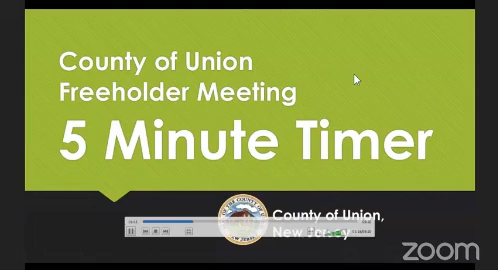 County of Union
Freeholder Meeting
5 Minute Timer
County of Union,
New Jersey
zoom